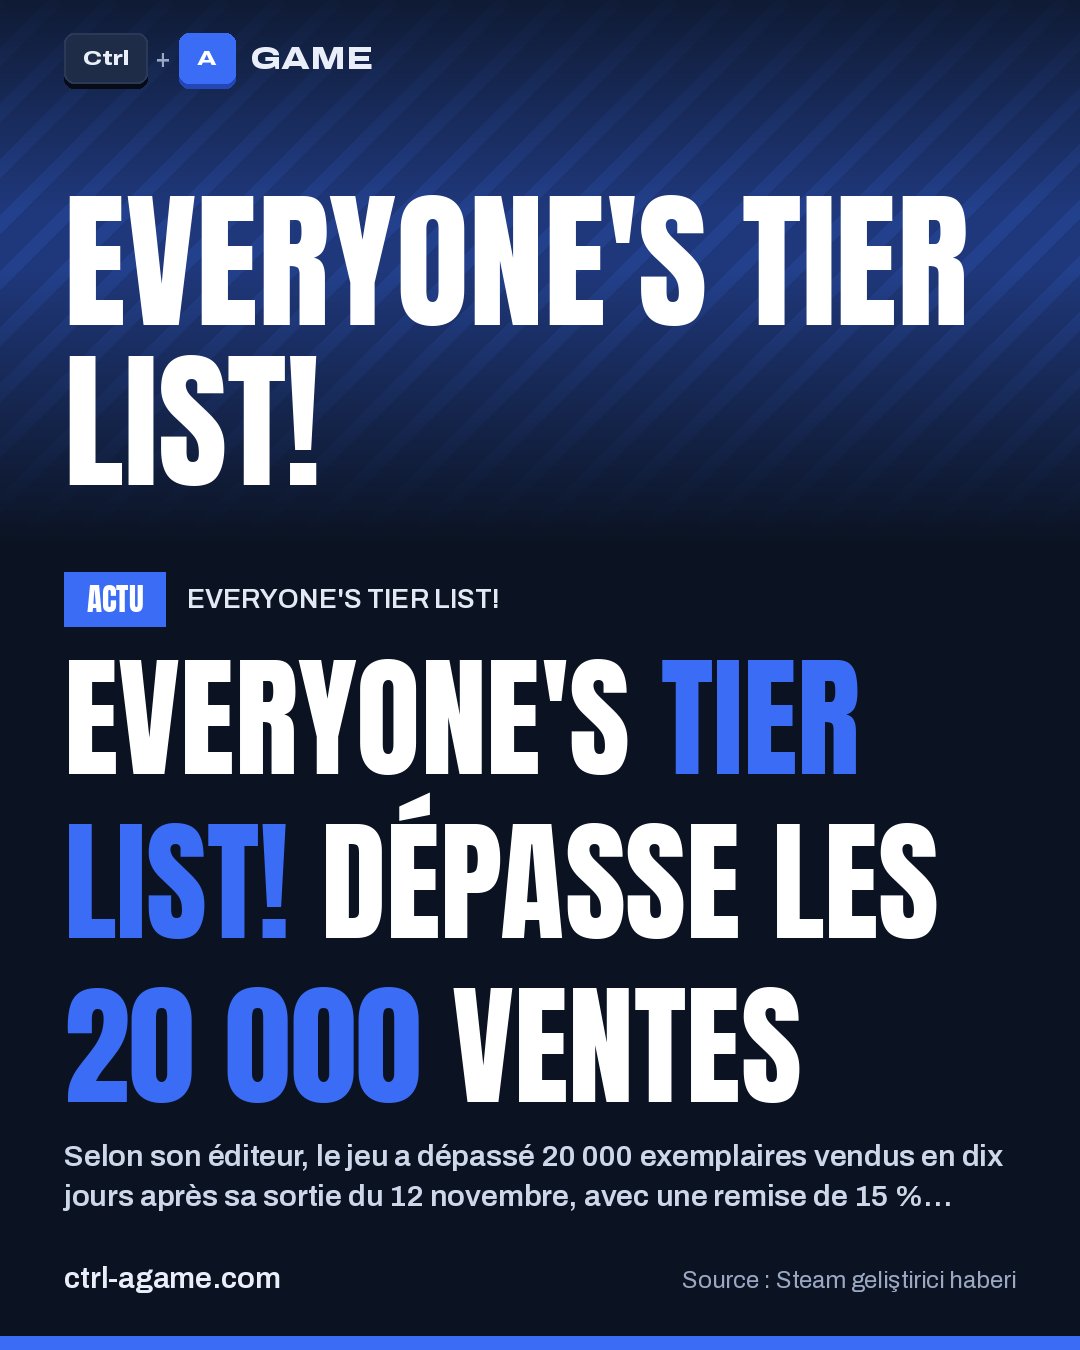 Ctrl + A GAME
EVERYONE'S TIER
LIST!
ACTU EVERYONE'S TIER LIST!
EVERYONE'S TIER
LIST! DÉPASSE LES
20 000 VENTES
Selon son éditeur, le jeu a dépassé 20 000 exemplaires vendus en dix
jours après sa sortie du 12 novembre, avec une remise de 15 %…
ctrl-agame.com
Source : Steam geliştirici haberi